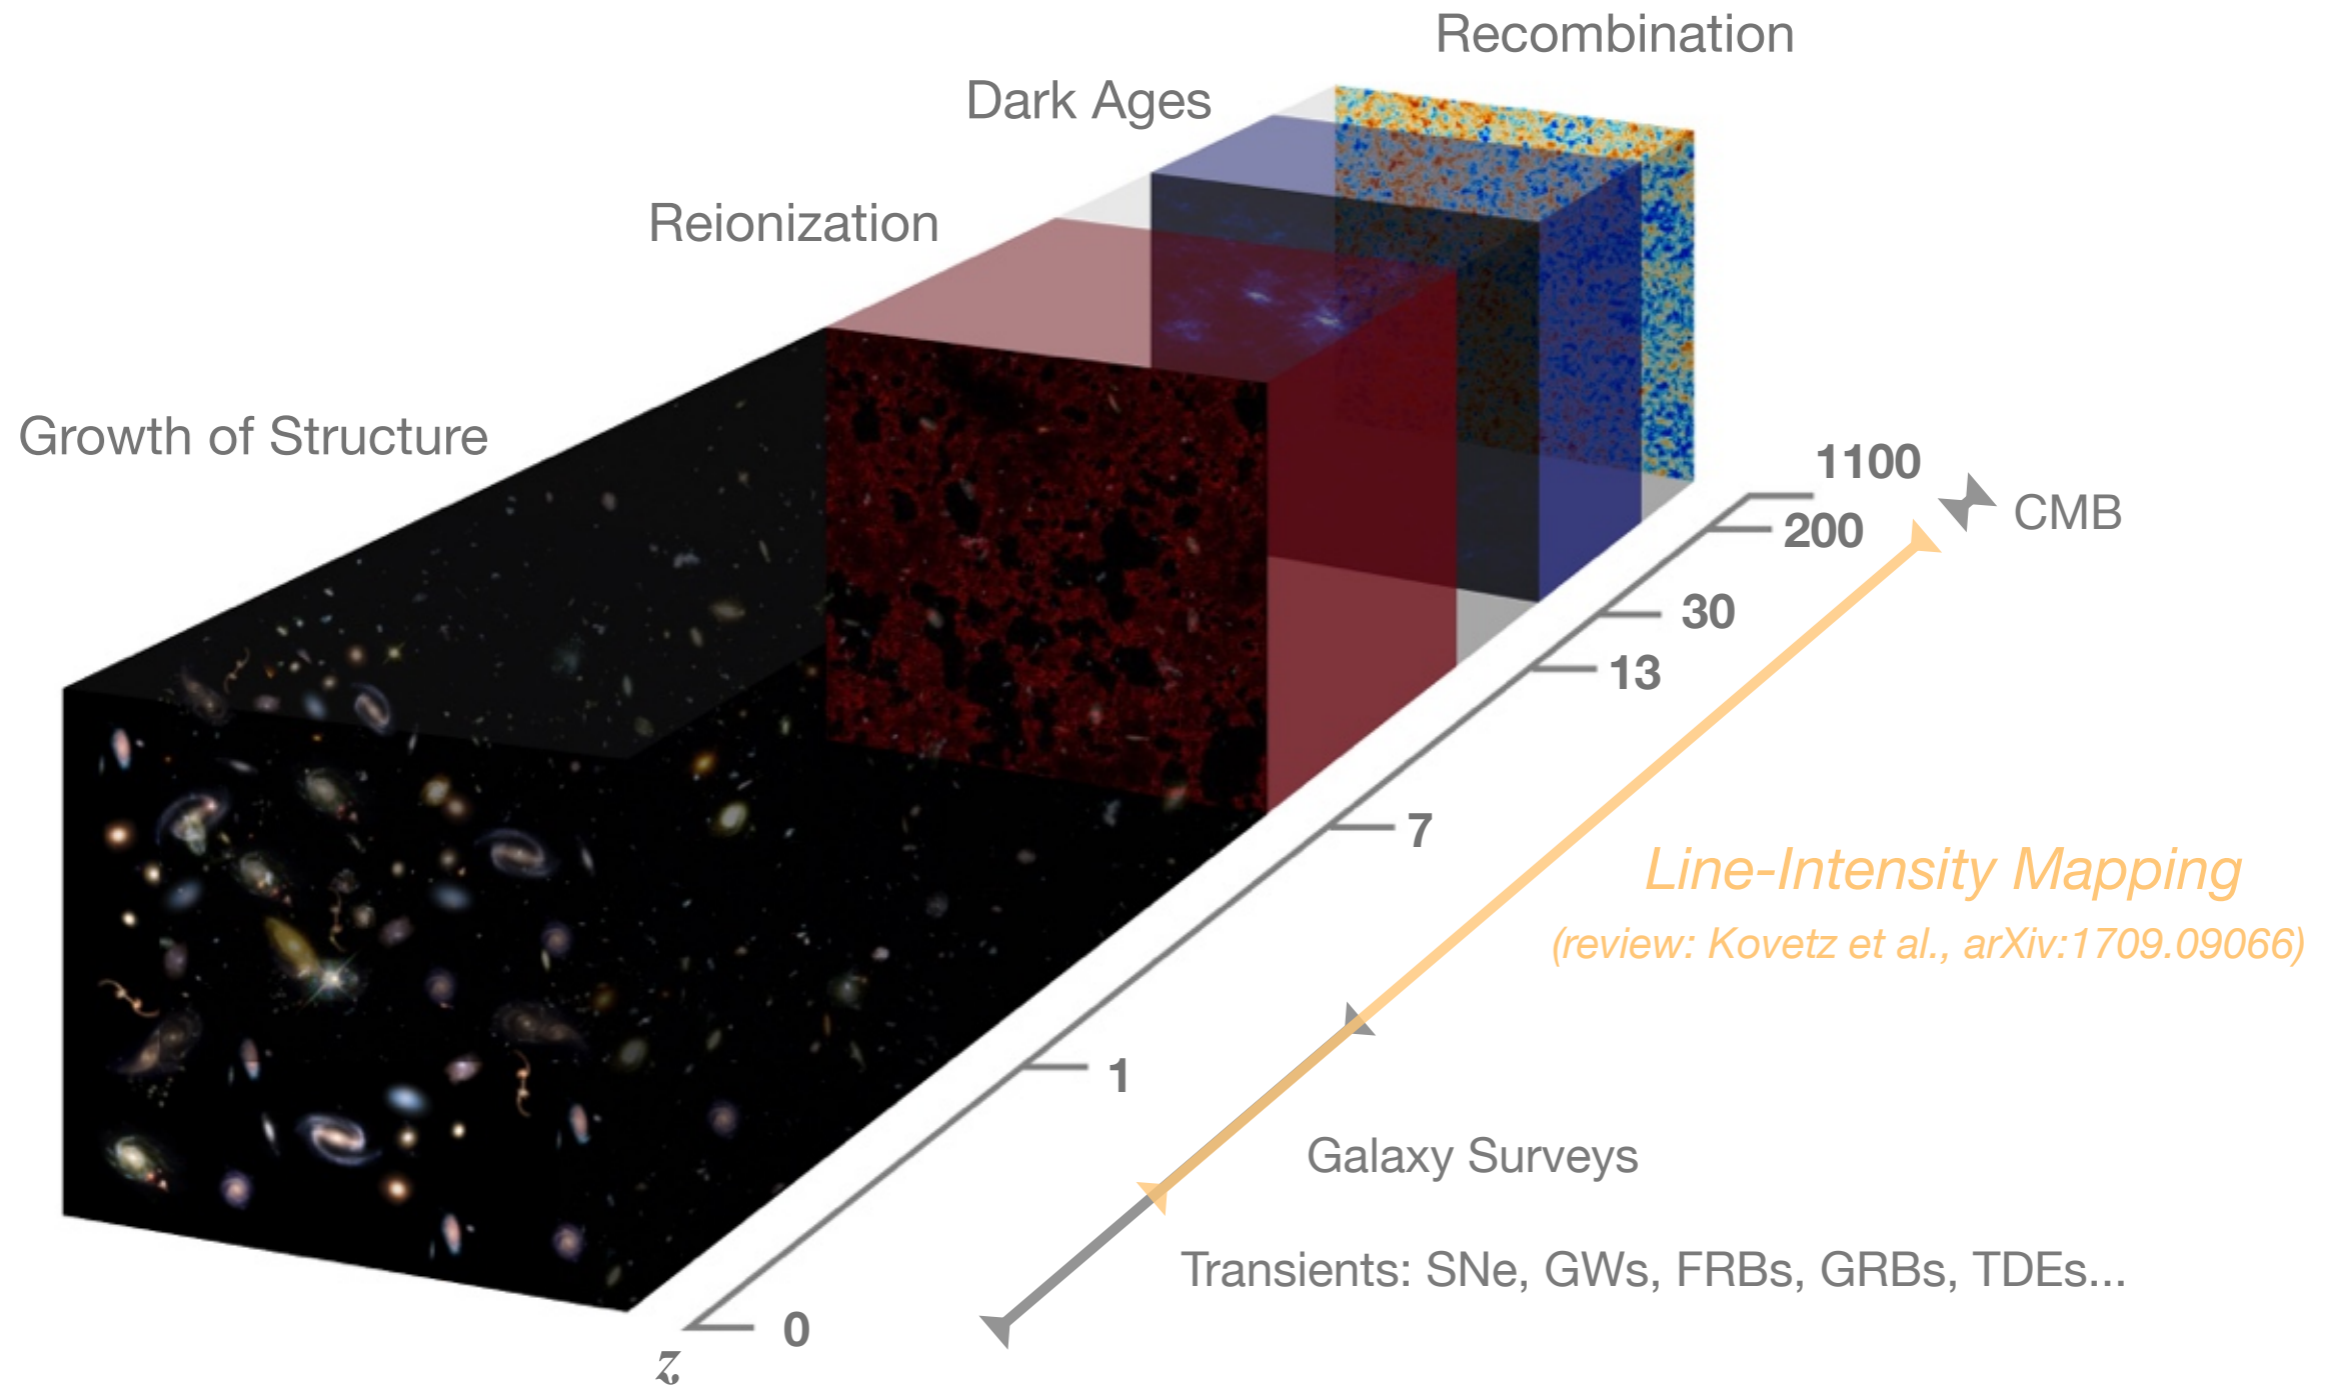 Recombination
Dark Ages
Reionization
Growth of Structure
1100
CMB
200
30
13
7
Line-Intensity Mapping
(review: Kovetz et al., arXiv:1709.09066)
1
Galaxy Surveys
Transients: SNe, GWs, FRBs, GRBs, TDEs...
0
z